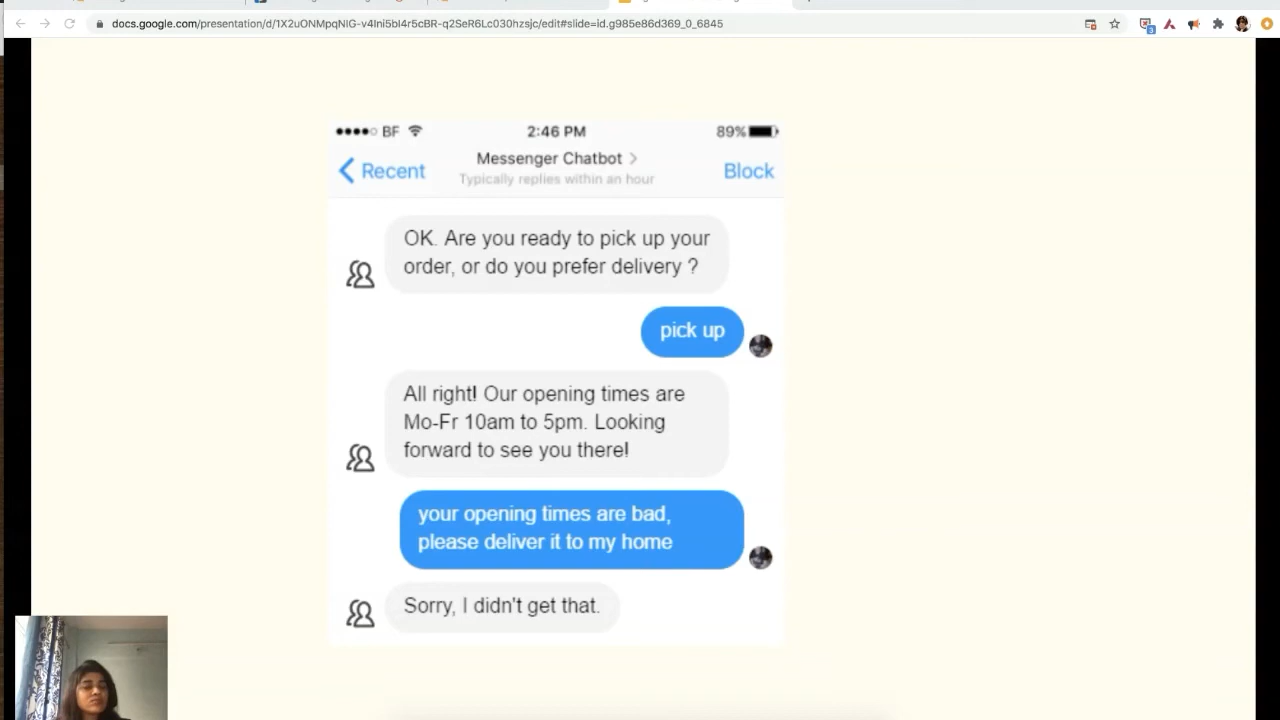 docs.google.com/presentation/d/1X2uONMpqNIG-v4Ini5bI4r5cBR-q2SeR6Lc030hzsjc/edit#slide=id.g985e86d369_0_6845
3
BF
2:46 PM
89%
Recent
Messenger Chatbot
Block
Typically replies within an hour
OK. Are you ready to pick up your
order, or do you prefer delivery ?
pick up
All right! Our opening times are
Mo-Fr 10am to 5pm. Looking
forward to see you there!
your opening times are bad,
please deliver it to my home
Sorry, I didn't get that.